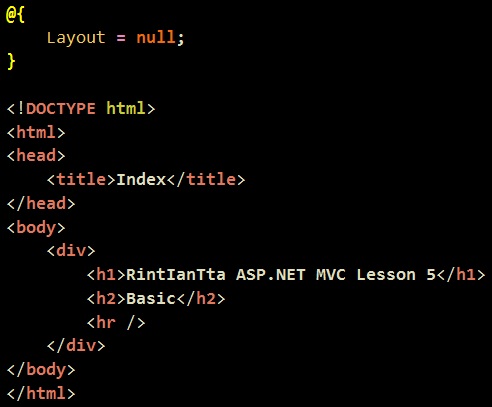 @{
    Layout = null;
}

<!DOCTYPE html>
<html>
<head>
    <title>Index</title>
</head>
<body>
    <div>
        <h1>RintIanTta ASP.NET MVC Lesson 5</h1>
        <h2>Basic</h2>
        <hr />
    </div>
</body>
</html>